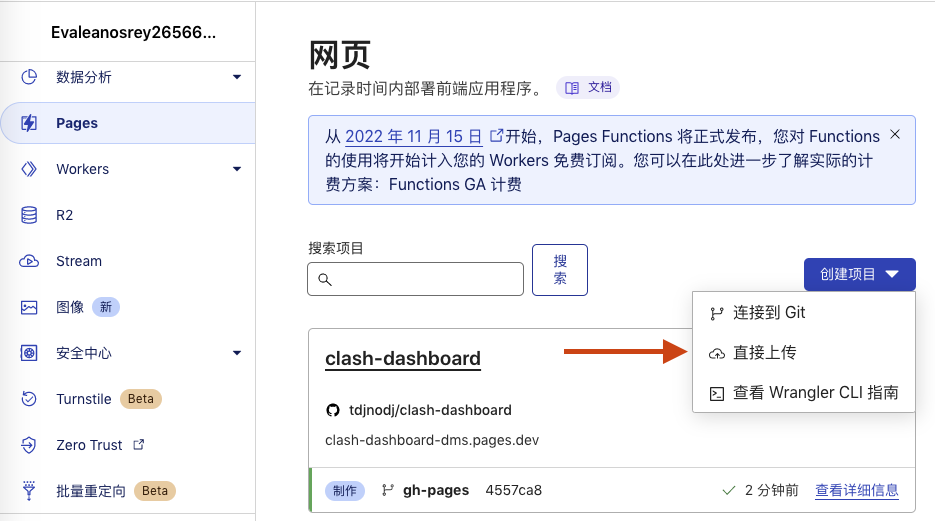 Evaleanosrey26566...
数据分析
Pages
Workers
R2
Stream
图像 新
安全中心
Turnstile Beta
Zero Trust
批量重定向 Beta
网页
在记录时间内部署前端应用程序。 文档
从 2022 年 11 月 15 日 开始，Pages Functions 将正式发布，您对 Functions
的使用将开始计入您的 Workers 免费订阅。您可以在此处进一步了解实际的计
费方案：Functions GA 计费
搜索项目
搜
索
创建项目
连接到 Git
直接上传
查看 Wrangler CLI 指南
clash-dashboard
tdjnodj/clash-dashboard
clash-dashboard-dms.pages.dev
制作 gh-pages 4557ca8 2 分钟前 查看详细信息